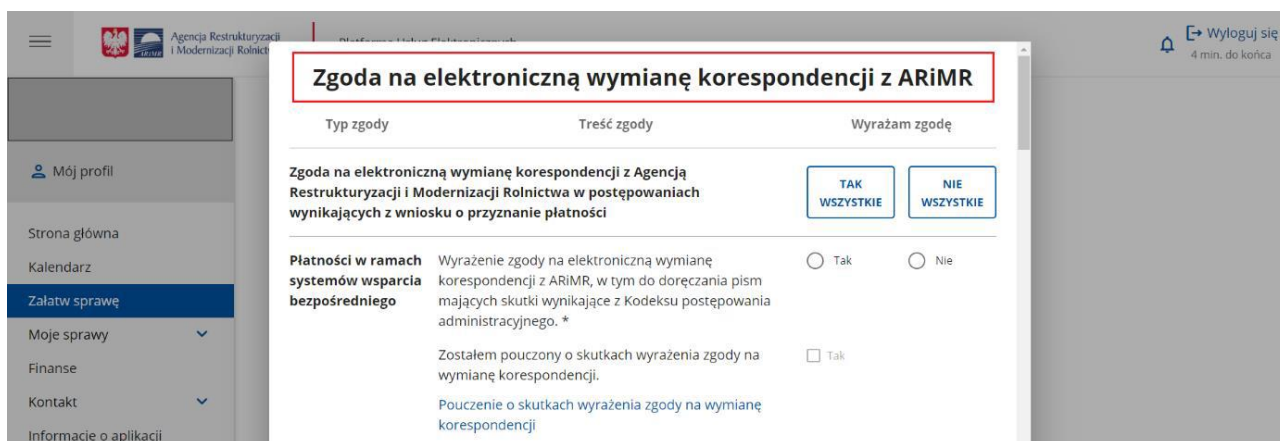 Agencja Restrukturyzacji
i Modernizacji
ARiMR
Wyloguj się
4 min. do końca
Zgoda na elektroniczną wymianę korespondencji z ARiMR
Typ zgody Treść zgody Wyrażam zgodę
Mój profil
Strona główna
Kalendarz
Załatw sprawę
Moje sprawy
Finanse
Kontakt
Informacje o aplikacji
Zgoda na elektroniczną wymianę korespondencji z Agencją
Restrukturyzacji i Modernizacji Rolnictwa w postępowaniach
wynikających z wniosku o przyznanie płatności
TAK
WSZYSTKIE
NIE
WSZYSTKIE
Płatności w ramach
systemów wsparcia
bezpośredniego
Wyrażenie zgody na elektroniczną wymianę
korespondencji z ARiMR, w tym do doręczania pism
mających skutki wynikające z Kodeksu postępowania
administracyjnego. *
Tak Nie
Zostałem pouczony o skutkach wyrażenia zgody na
wymianę korespondencji.
Tak
Pouczenie o skutkach wyrażenia zgody na wymianę
korespondencji